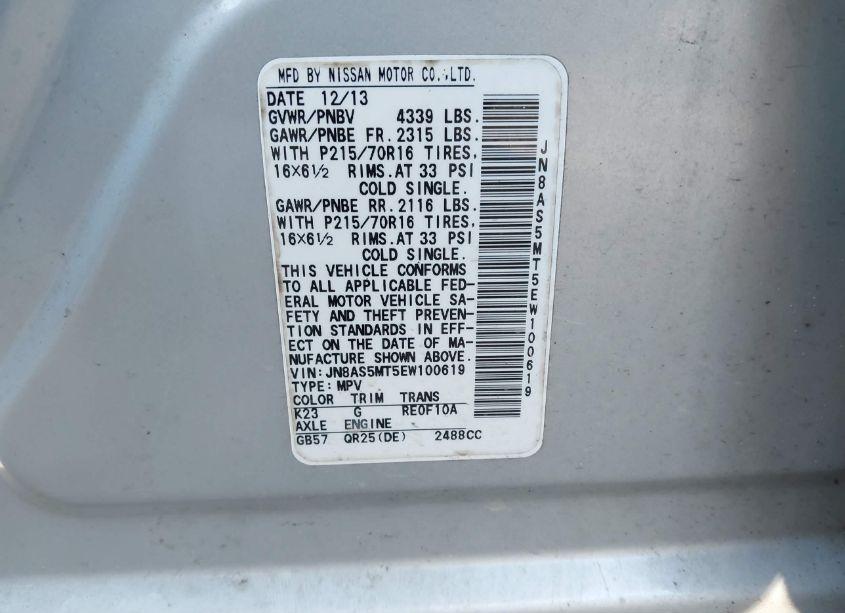 MFD BY NISSAN MOTOR CO.,LTD.
DATE 12/13
GVWR/PNBV 4339 LBS.
GAWR/PNBE FR. 2315 LBS.
WITH P215/70R16 TIRES,
16×6½ RIMS.AT 33 PSI
COLD SINGLE.
GAWR/PNBE RR. 2116 LBS.
WITH P215/70R16 TIRES,
16×6½ RIMS.AT 33 PSI
COLD SINGLE.
THIS VEHICLE CONFORMS
TO ALL APPLICABLE FED-
ERAL MOTOR VEHICLE SA-
FETY AND THEFT PREVEN-
TION STANDARDS IN EFF-
ECT ON THE DATE OF MA-
NUFACTURE SHOWN ABOVE.
VIN: JN8AS5MT5EW100619
TYPE: MPV
COLOR TRIM TRANS
K23 G RE0F10A
AXLE ENGINE
GB57 QR25(DE) 2488CC
JN8AS5MT5EW100619